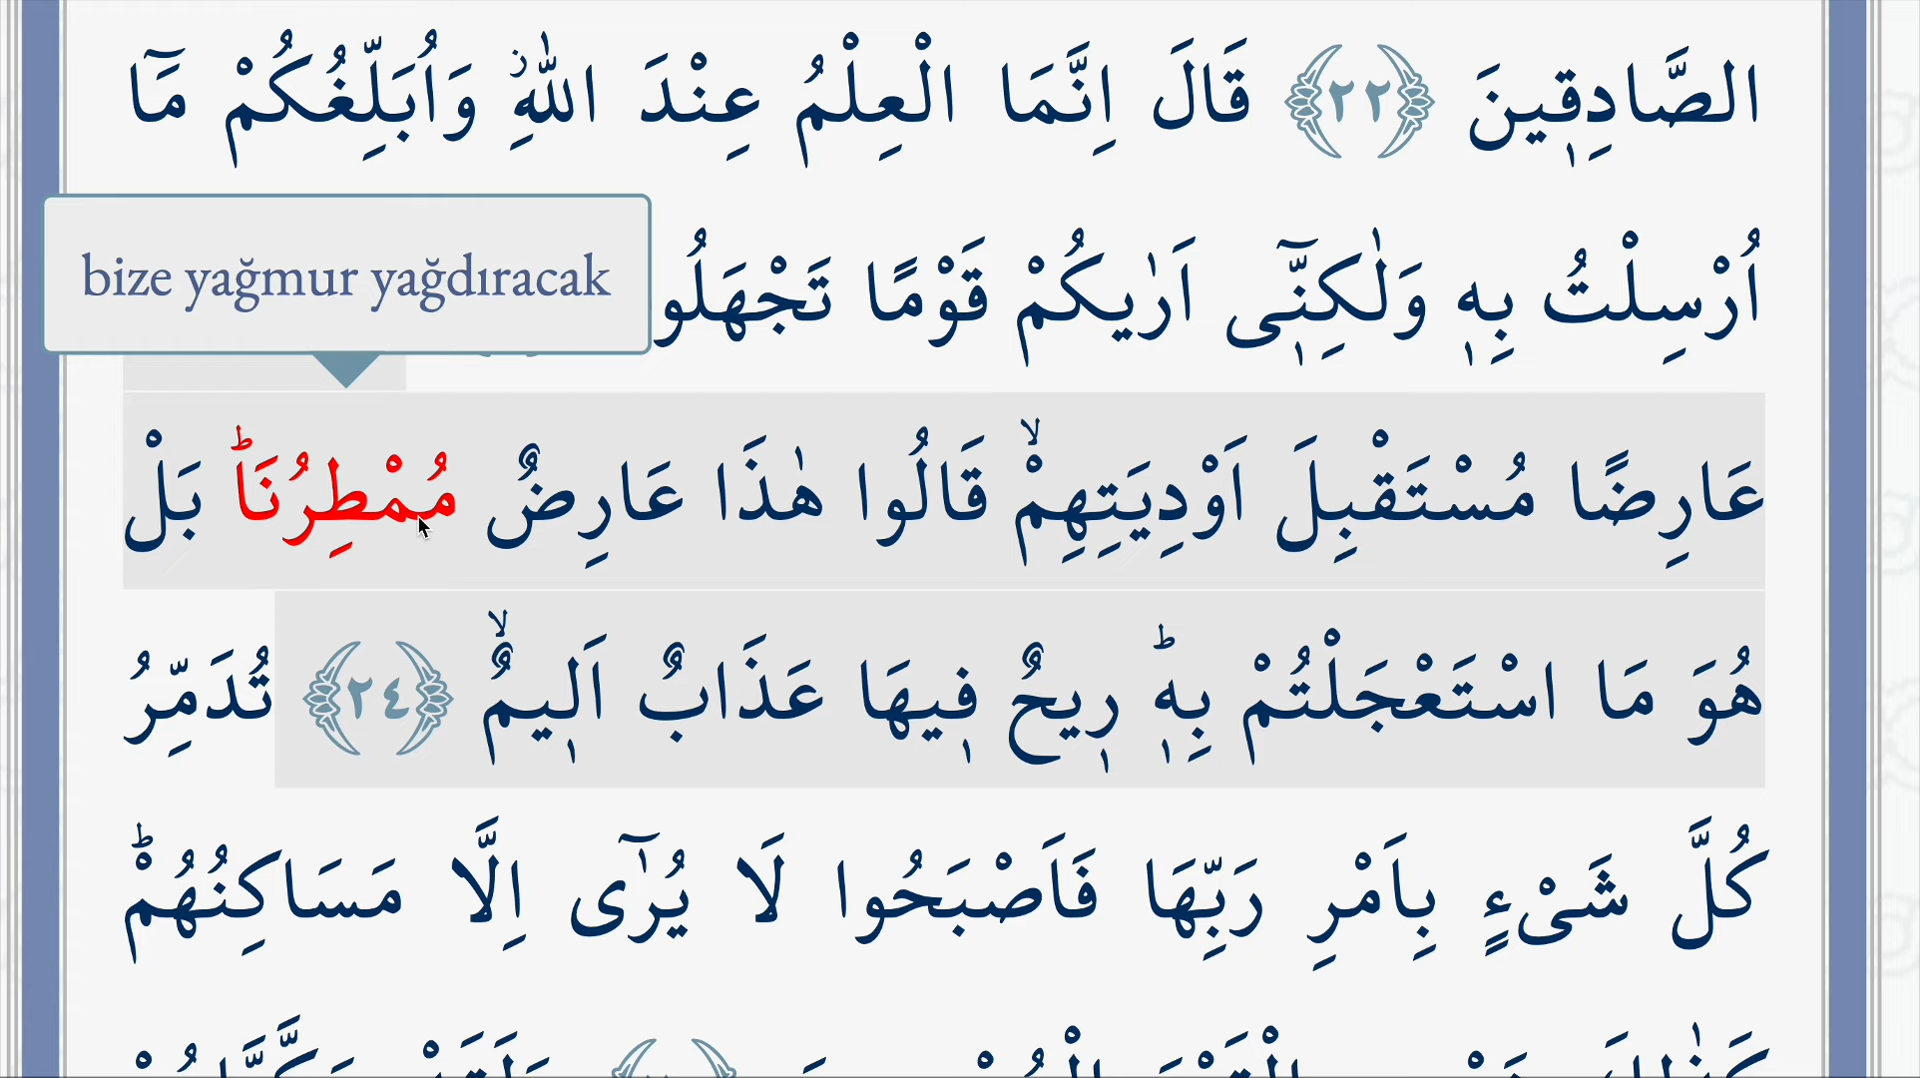 الصَّادِقٖينَ ﴿٢٢﴾ قَالَ اِنَّمَا الْعِلْمُ عِنْدَ اللّٰهِۘ وَاُبَلِّغُكُمْ مَٓا
bize yağmur yağdıracak
اُرْسِلْتُ بِهٖ وَلٰكِنّٖٓى اَرٰيكُمْ قَوْمًا تَجْهَلُو
عَارِضًا مُسْتَقْبِلَ اَوْدِيَتِهِمْۙ قَالُوا هٰذَا عَارِضٌ مُمْطِرُنَاؕ بَلْ
هُوَ مَا اسْتَعْجَلْتُمْ بِهٖؕ رٖيحٌ فٖيهَا عَذَابٌ اَلٖيمٌۙ ﴿٢٤﴾ تُدَمِّرُ
كُلَّ شَىْءٍ بِاَمْرِ رَبِّهَا فَاَصْبَحُوا لَا يُرٰٓى اِلَّا مَسَاكِنُهُمْؕ